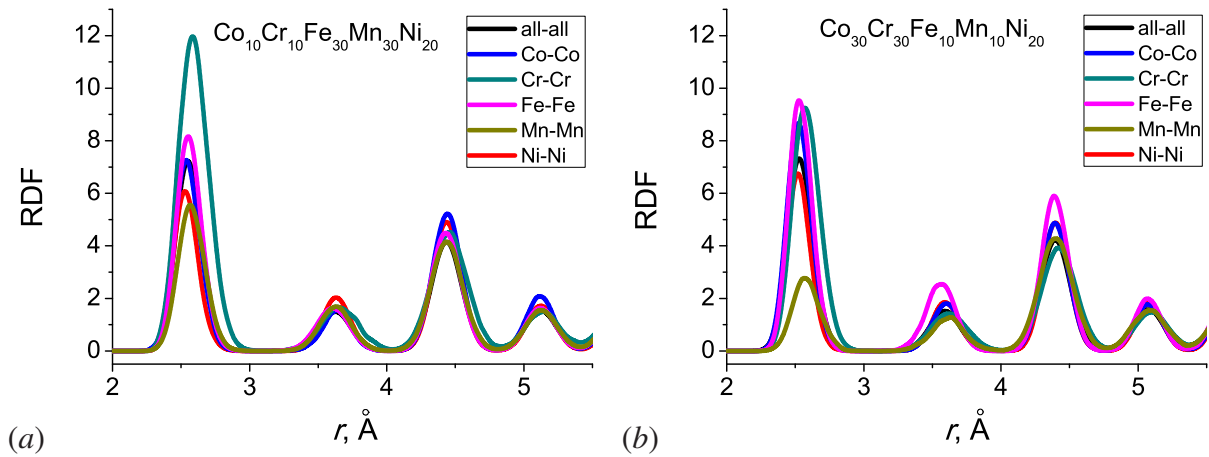 Co10Cr10Fe30Mn30Ni20
all-all
Co-Co
Cr-Cr
Fe-Fe
Mn-Mn
Ni-Ni
RDF
12
10
8
6
4
2
0
2
3
4
5
r, Å
(a)
Co30Cr30Fe10Mn10Ni20
all-all
Co-Co
Cr-Cr
Fe-Fe
Mn-Mn
Ni-Ni
RDF
12
10
8
6
4
2
0
2
3
4
5
r, Å
(b)